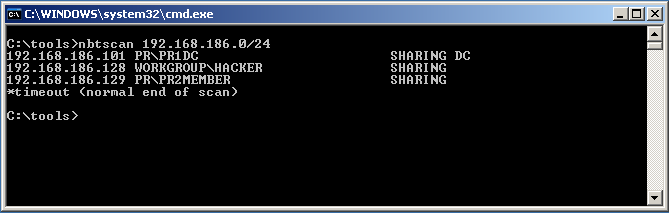 C:\WINDOWS\system32\cmd.exe
C:\tools>nbtscan 192.168.186.0/24
192.168.186.101 PR\PR1DC SHARING DC
192.168.186.128 WORKGROUP\HACKER SHARING
192.168.186.129 PR\PR2MEMBER SHARING
*timeout (normal end of scan)
C:\tools>